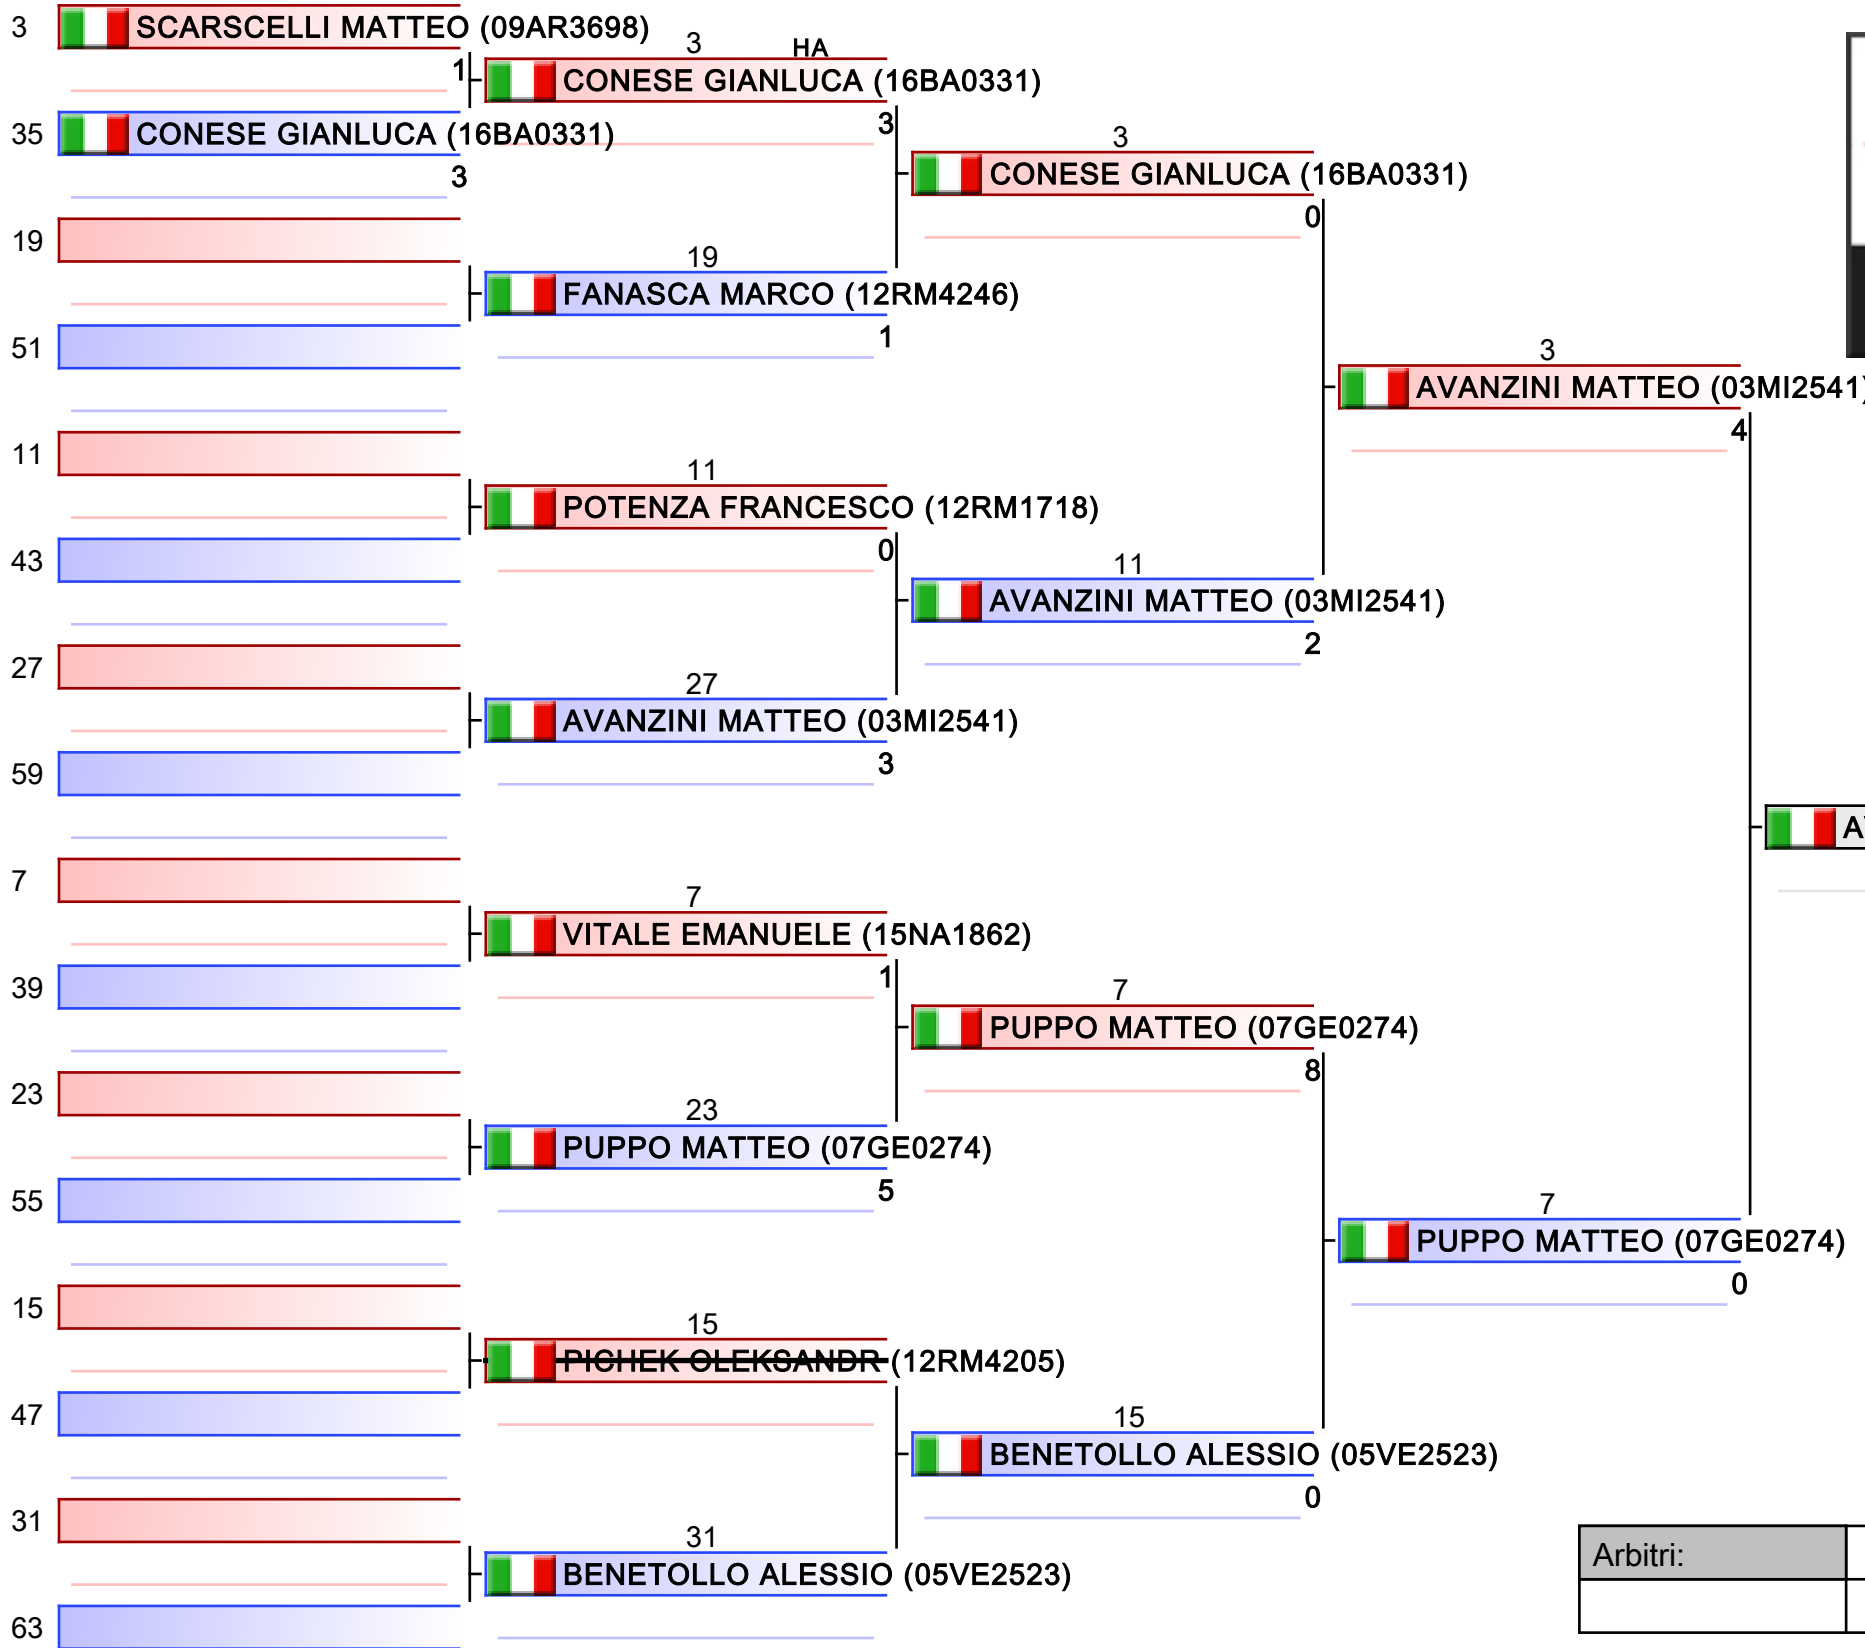 3 SCARSCELLI MATTEO (09AR3698)
3 HA
1 CONESE GIANLUCA (16BA0331)
35 CONESE GIANLUCA (16BA0331)
3
3
3
CONESE GIANLUCA (16BA0331)
0
19
19
FANASCA MARCO (12RM4246)
1
51
3
AVANZINI MATTEO (03MI2541)
4
11
11
POTENZA FRANCESCO (12RM1718)
0
43
11
AVANZINI MATTEO (03MI2541)
2
27
27
AVANZINI MATTEO (03MI2541)
3
59
7
7
VITALE EMANUELE (15NA1862)
1
39
7
PUPPO MATTEO (07GE0274)
8
23
23
PUPPO MATTEO (07GE0274)
5
55
7
PUPPO MATTEO (07GE0274)
0
15
15
PICHEK OLEKSANDR (12RM4205)
47
15
BENETOLLO ALESSIO (05VE2523)
0
31
31
BENETOLLO ALESSIO (05VE2523)
63
Arbitri: